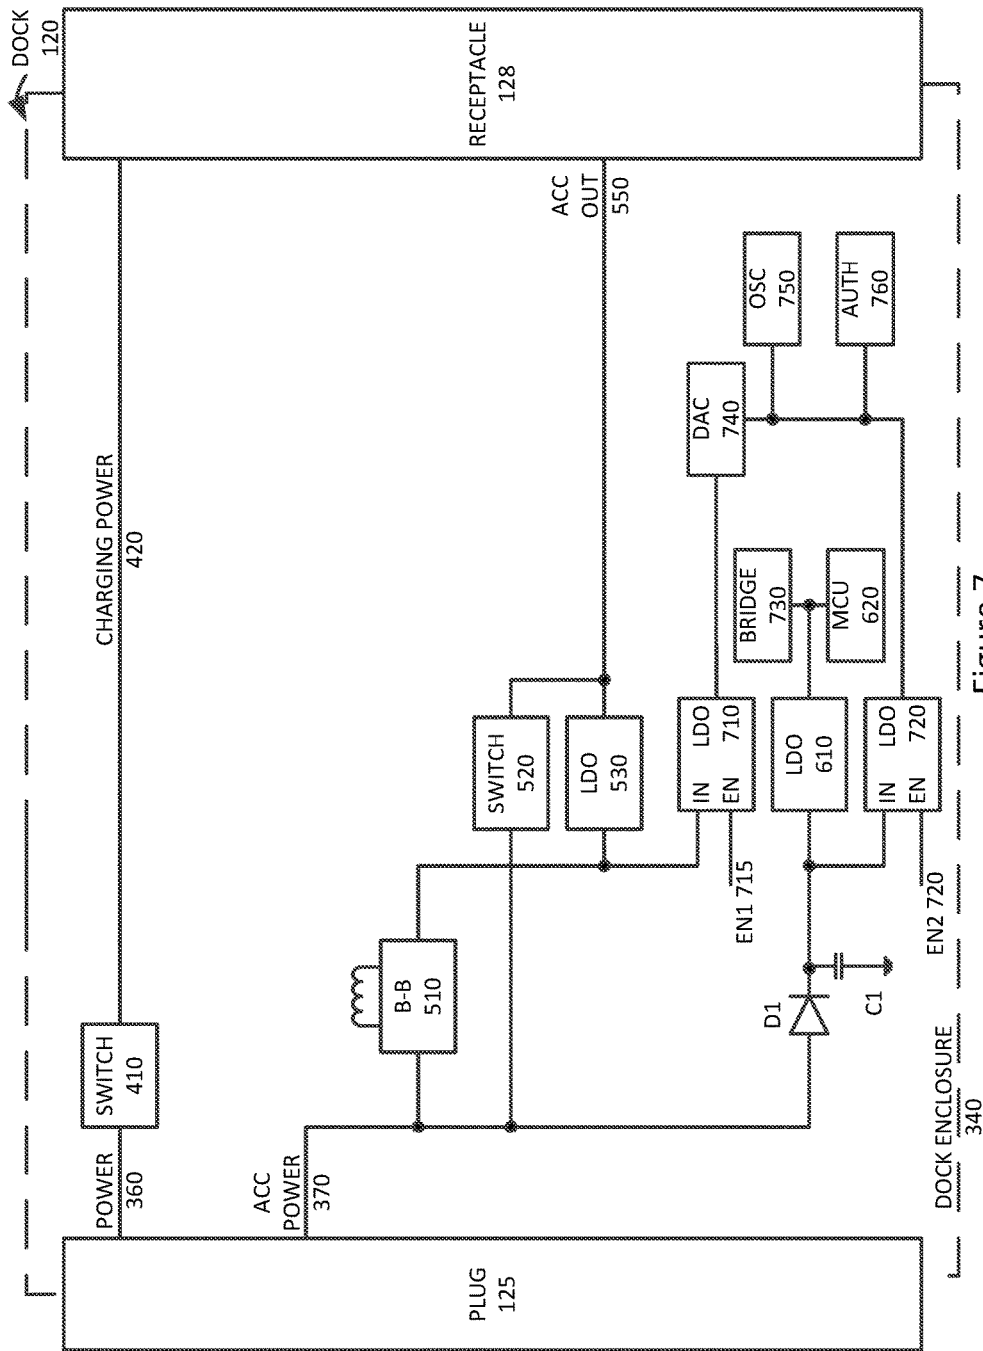 DOCK
120
RECEPTACLE
128
CHARGING POWER
420
SWITCH
410
POWER
360
ACC
POWER
370
PLUG
125
ACC
OUT
550
SWITCH
520
LDO
530
B-B
510
OSC
750
AUTH
760
DAC
740
BRIDGE
730
MCU
620
IN LDO
EN 710
LDO
610
IN LDO
EN 720
EN1 715
EN2 720
D1
C1
DOCK ENCLOSURE
340
Figure 7